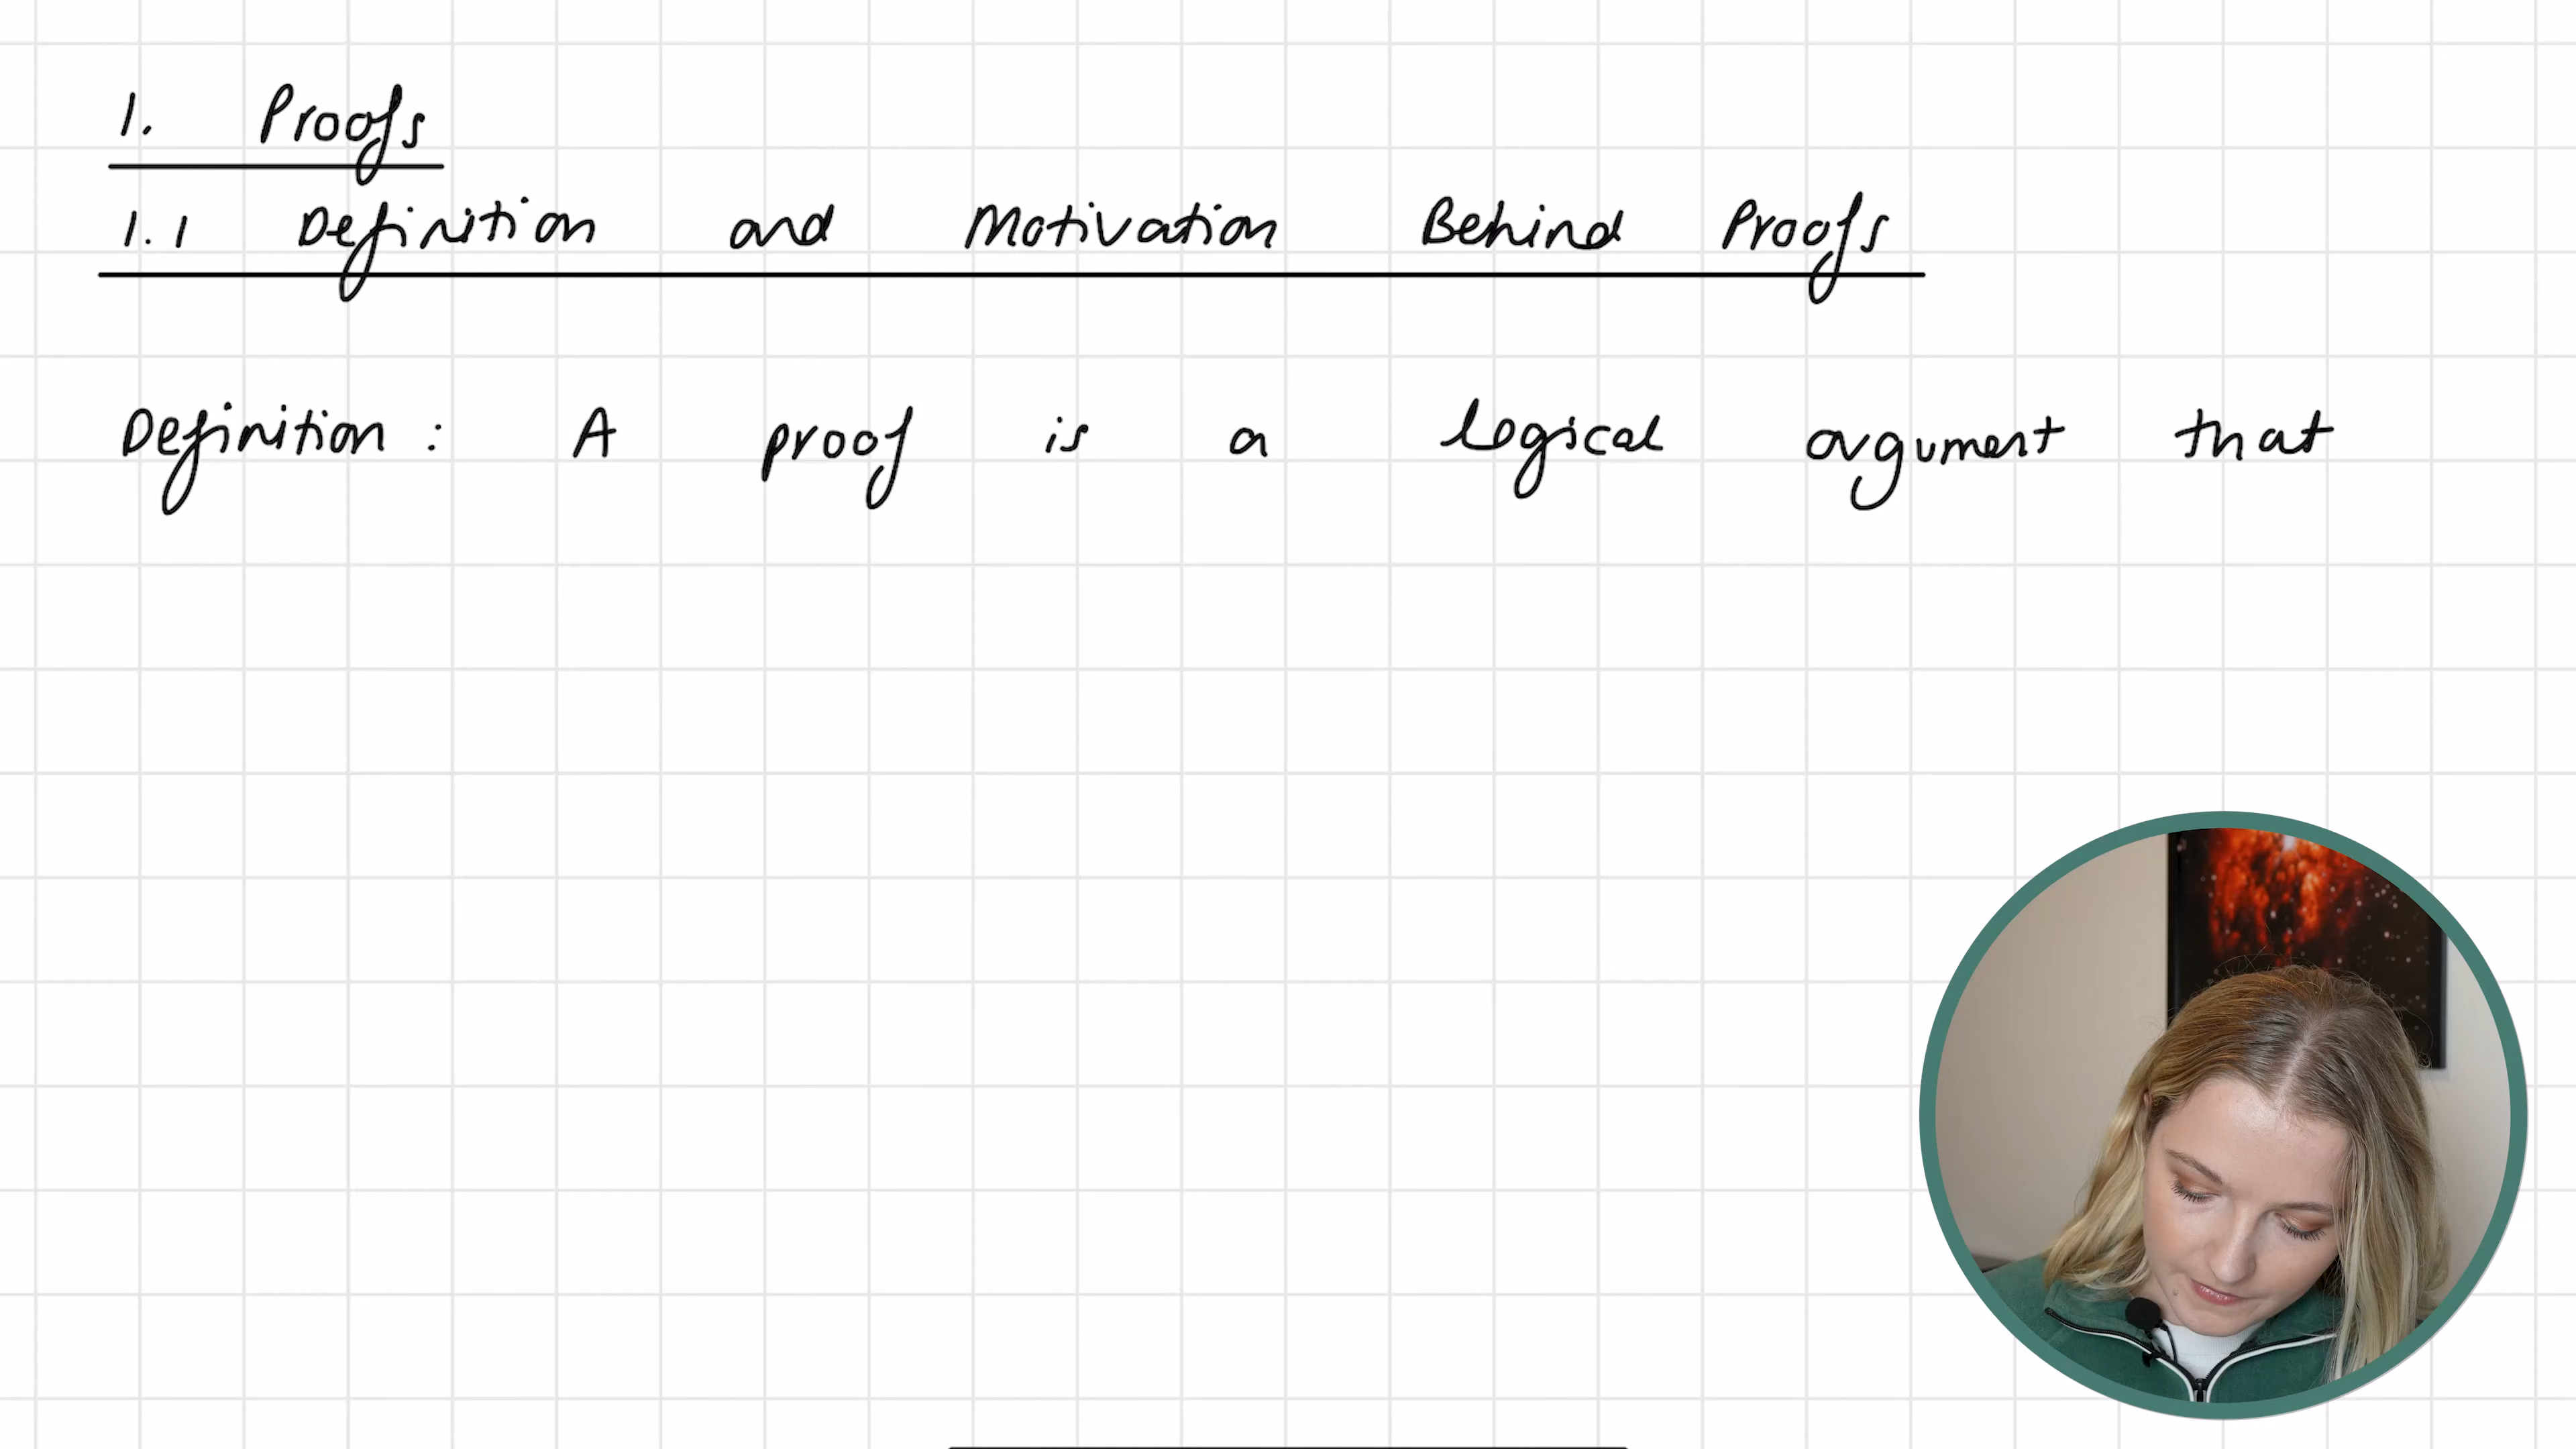 1. Proofs
1.1 Definition and Motivation Behind Proofs
Definition: A proof is a logical argument that